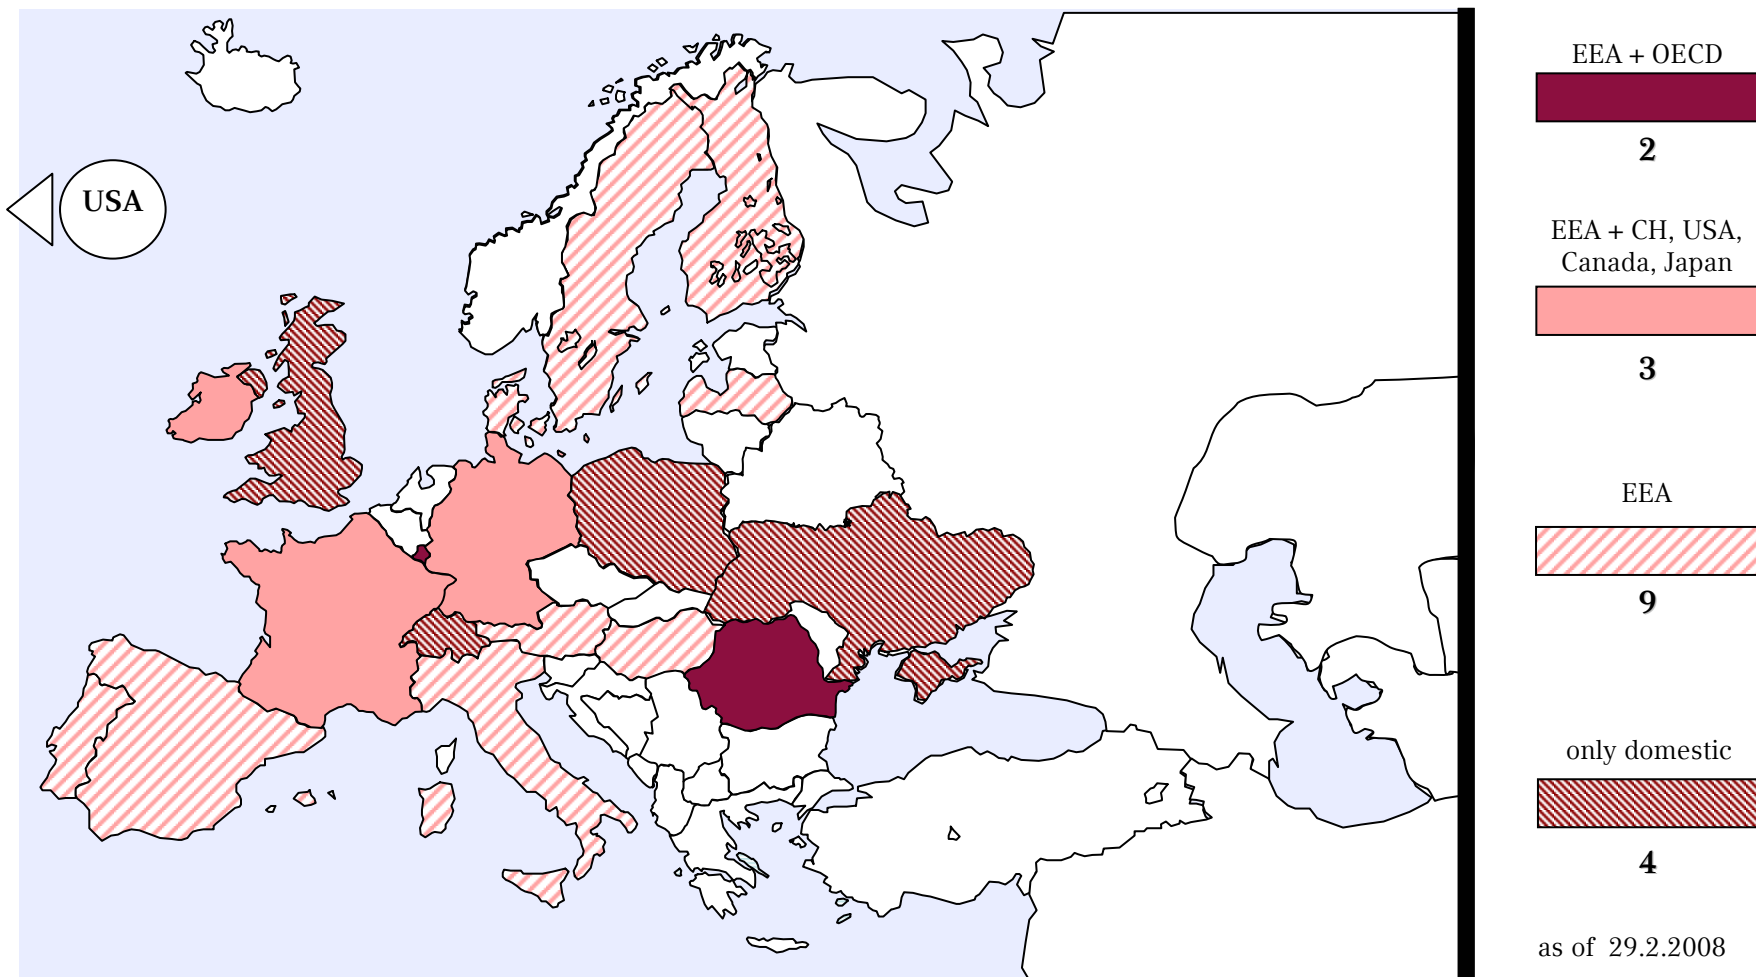 USA
EEA + OECD
2
EEA + CH, USA,
Canada, Japan
3
EEA
9
only domestic
4
as of 29.2.2008